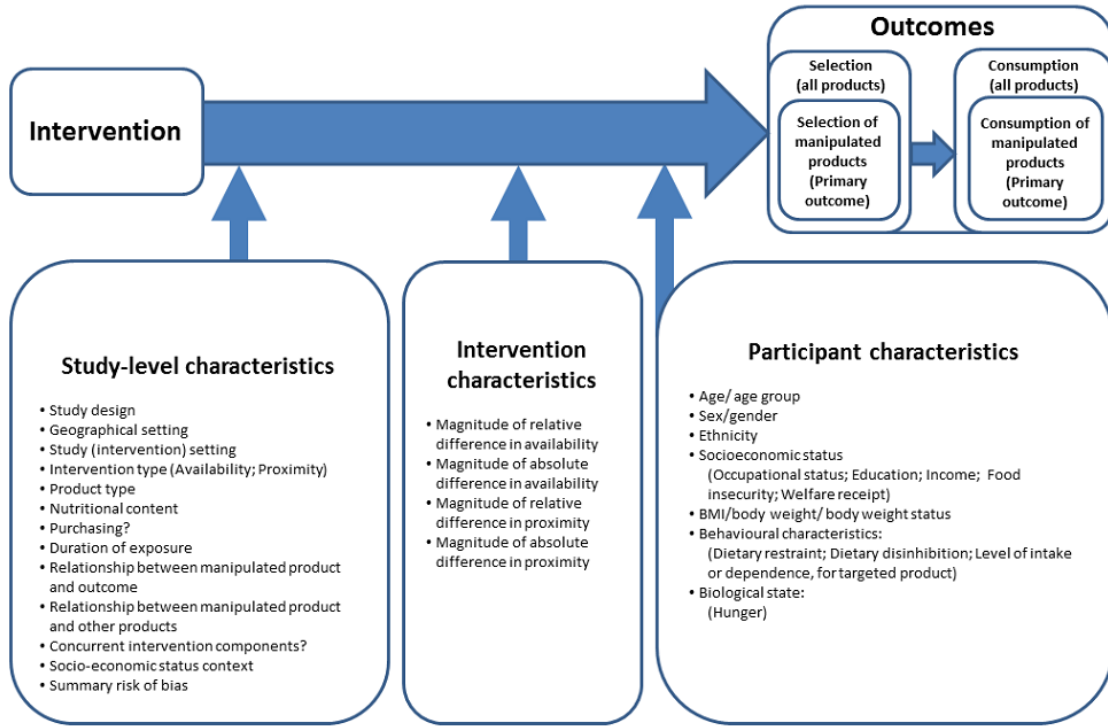 Outcomes
Intervention
Selection
(all products)
Selection of
manipulated
products
(Primary
outcome)
Consumption
(all products)
Consumption of
manipulated
products
(Primary
outcome)
Study-level characteristics
• Study design
• Geographical setting
• Study (intervention) setting
• Intervention type (Availability; Proximity)
• Product type
• Nutritional content
• Purchasing?
• Duration of exposure
• Relationship between manipulated product
and outcome
• Relationship between manipulated product
and other products
• Concurrent intervention components?
• Socio-economic status context
• Summary risk of bias
Intervention
characteristics
• Magnitude of relative
difference in availability
• Magnitude of absolute
difference in availability
• Magnitude of relative
difference in proximity
• Magnitude of absolute
difference in proximity
Participant characteristics
• Age/ age group
• Sex/gender
• Ethnicity
• Socioeconomic status
(Occupational status; Education; Income; Food
insecurity; Welfare receipt)
• BMI/body weight/ body weight status
• Behavioural characteristics:
(Dietary restraint; Dietary disinhibition; Level of intake
or dependence, for targeted product)
• Biological state:
(Hunger)